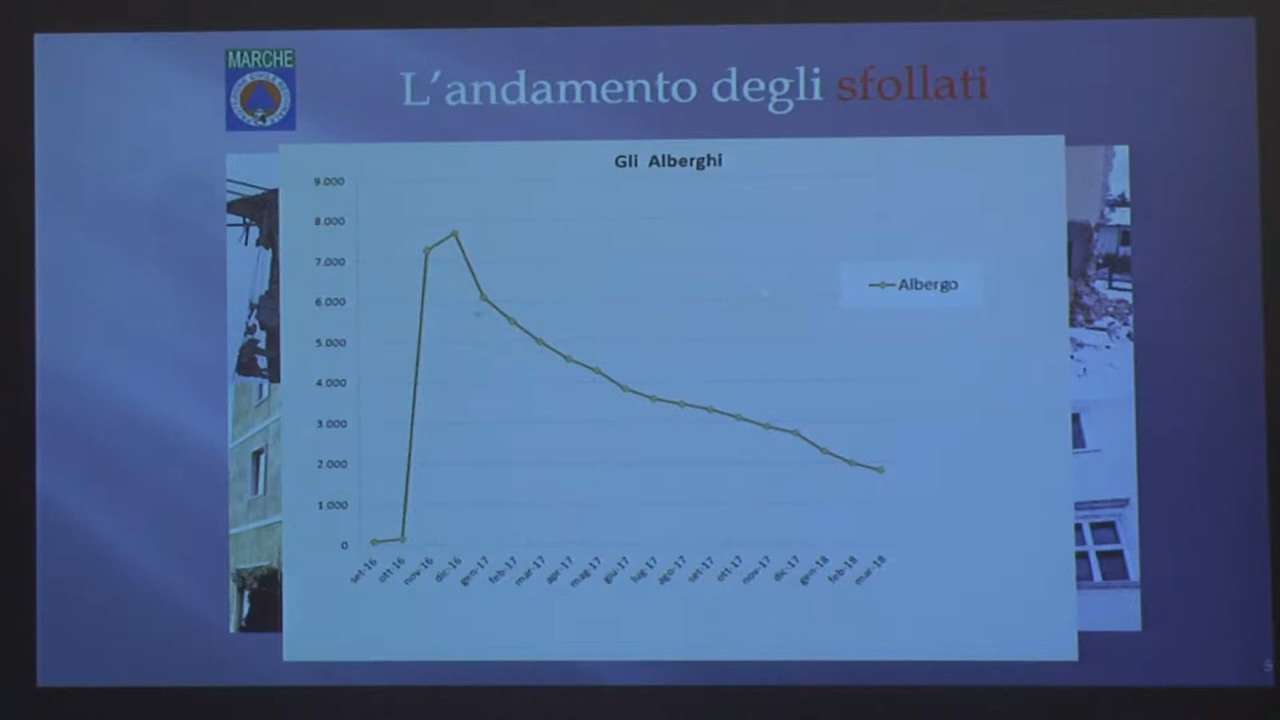 MARCHE
L'andamento degli sfollati
Gli Alberghi
9.000
8.000
7.000
6.000
5.000
4.000
3.000
2.000
1.000
0
Albergo
set-16
ott-16
nov-16
dic-16
gen-17
feb-17
mar-17
apr-17
mag-17
giu-17
lug-17
ago-17
set-17
ott-17
nov-17
dic-17
gen-18
feb-18
mar-18